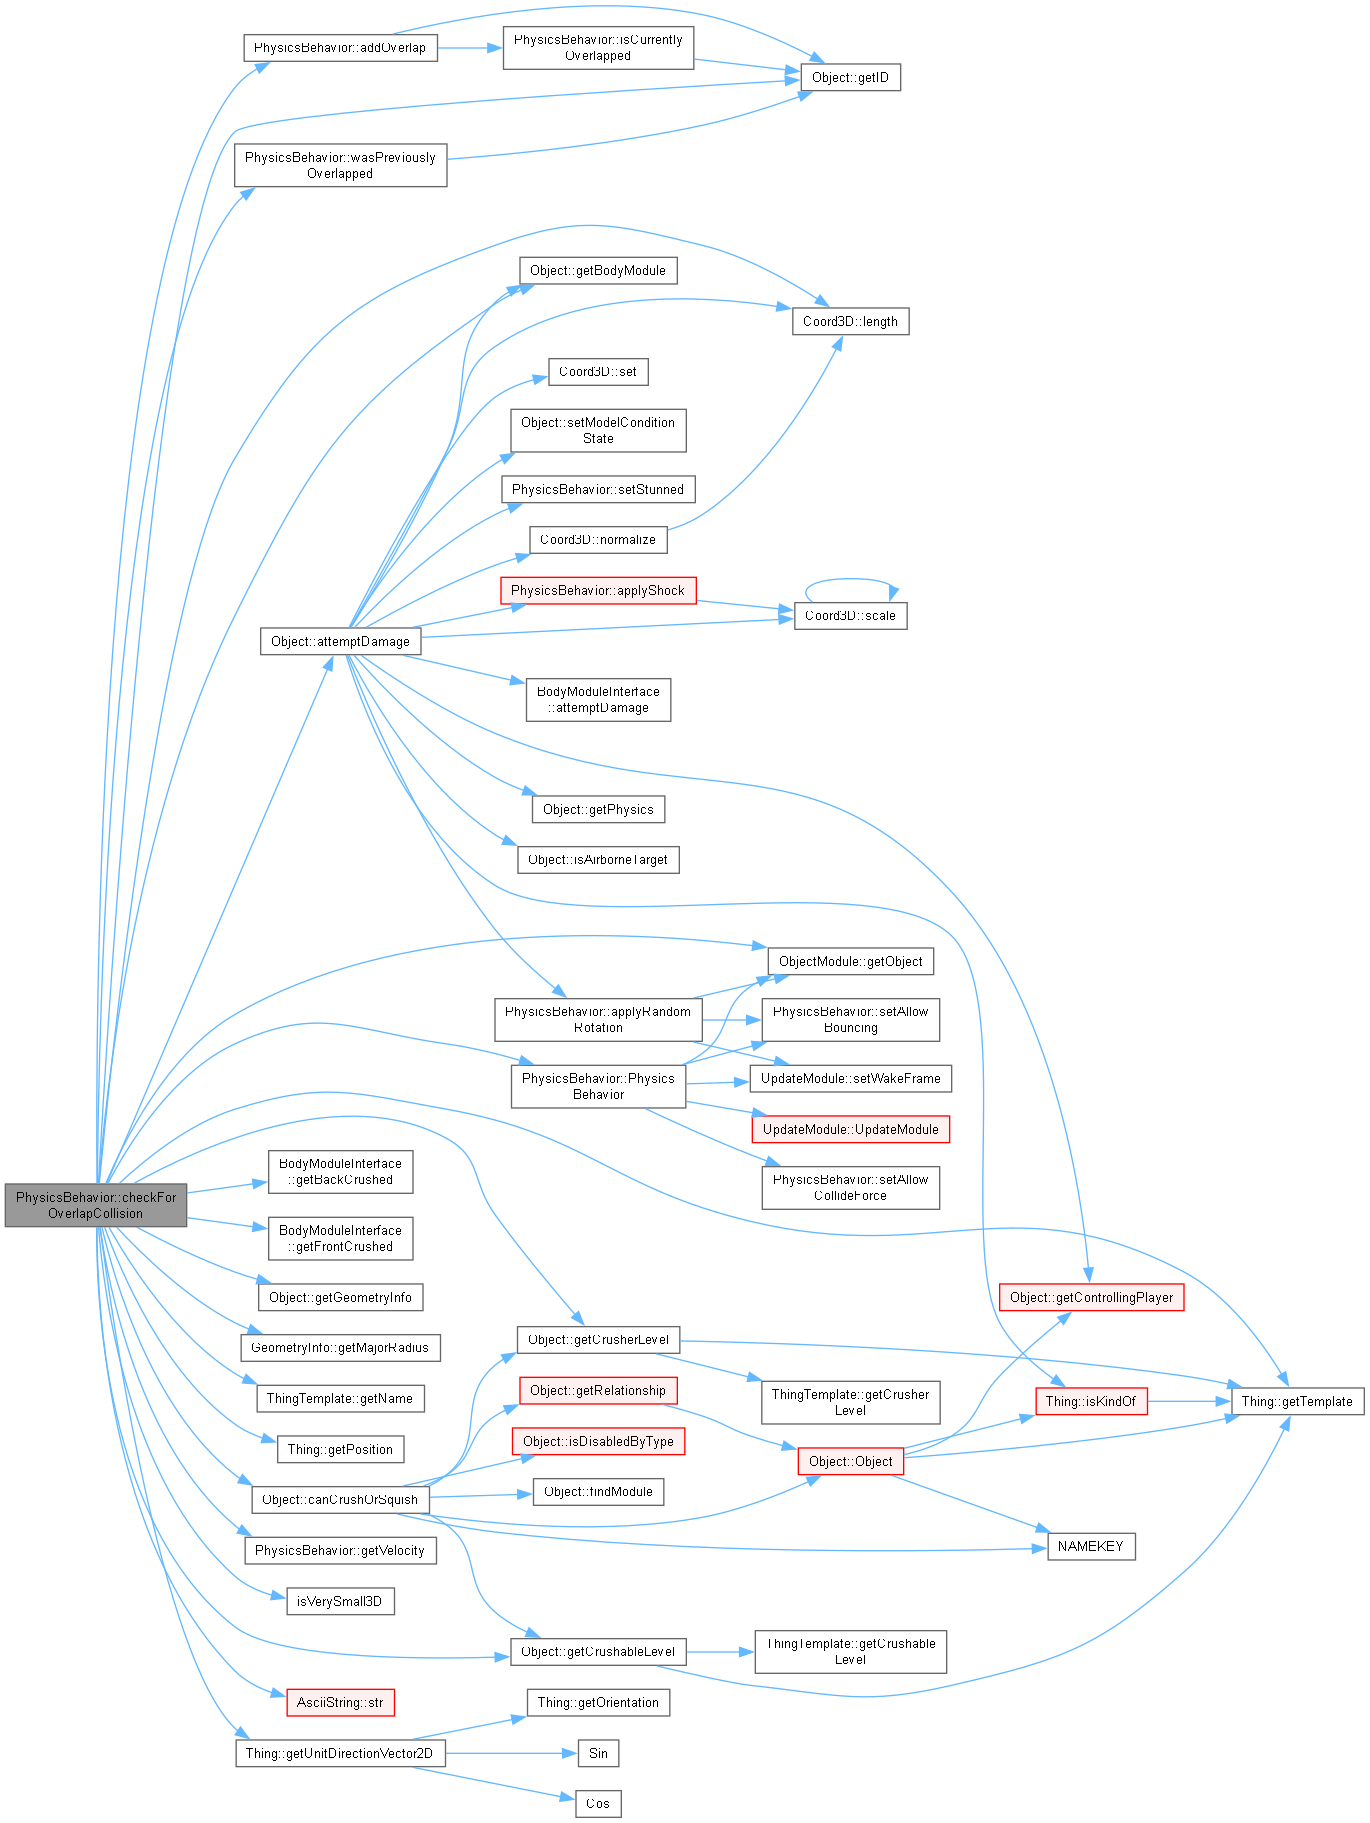 PhysicsBehavior::addOverlap
PhysicsBehavior::isCurrently
Overlapped
Object::getID
PhysicsBehavior::wasPreviously
Overlapped
Object::getBodyModule
Coord3D::length
Coord3D::set
Object::setModelCondition
State
PhysicsBehavior::setStunned
Coord3D::normalize
PhysicsBehavior::applyShock
Coord3D::scale
Object::attemptDamage
BodyModuleInterface
::attemptDamage
Object::getPhysics
Object::isAirborneTarget
ObjectModule::getObject
PhysicsBehavior::applyRandom
Rotation
PhysicsBehavior::setAllow
Bouncing
PhysicsBehavior::Physics
Behavior
UpdateModule::setWakeFrame
UpdateModule::UpdateModule
PhysicsBehavior::setAllow
CollideForce
PhysicsBehavior::checkFor
OverlapCollision
BodyModuleInterface
::getBackCrushed
BodyModuleInterface
::getFrontCrushed
Object::getGeometryInfo
Object::getControllingPlayer
GeometryInfo::getMajorRadius
Object::getCrusherLevel
ThingTemplate::getName
Object::getRelationship
ThingTemplate::getCrusher
Level
Thing::isKindOf
Thing::getTemplate
Thing::getPosition
Object::isDisabledByType
Object::Object
Object::canCrushOrSquish
Object::findModule
PhysicsBehavior::getVelocity
NAMEKEY
isVerySmall3D
Object::getCrushableLevel
ThingTemplate::getCrushable
Level
AsciiString::str
Thing::getOrientation
Thing::getUnitDirectionVector2D
Sin
Cos